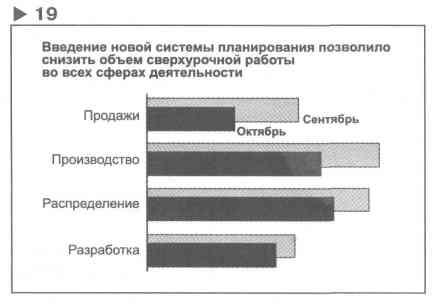 ▶ 19
Введение новой системы планирования позволило
снизить объем сверхурочной работы
во всех сферах деятельности
Продажи
Сентябрь
Октябрь
Производство
Распределение
Разработка